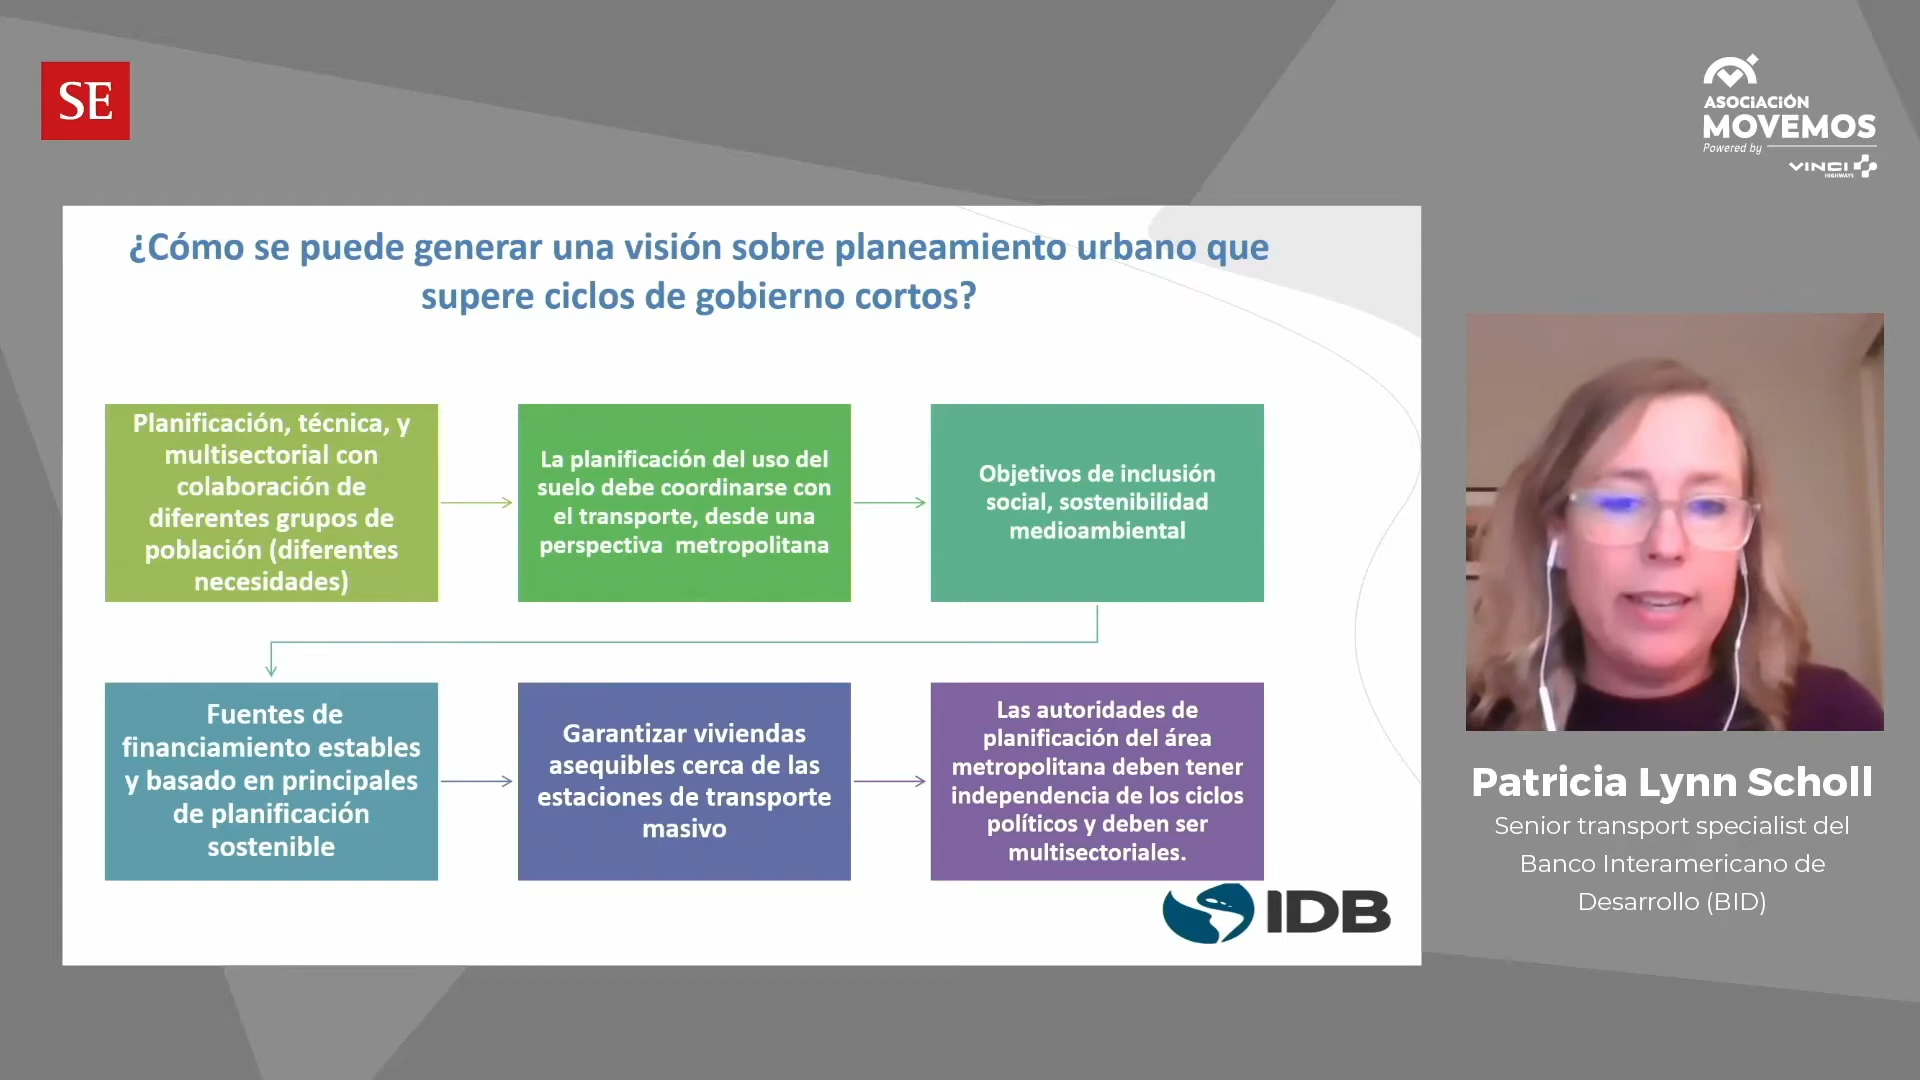 SE
ASOCIACIÓN
MOVEMOS
Powered by
VINCI
HIGHWAYS
¿Cómo se puede generar una visión sobre planeamiento urbano que
supere ciclos de gobierno cortos?
Planificación, técnica, y
multisectorial con
colaboración de
diferentes grupos de
población (diferentes
necesidades)
La planificación del uso del
suelo debe coordinarse con
el transporte, desde una
perspectiva metropolitana
Objetivos de inclusión
social, sostenibilidad
medioambiental
Fuentes de
financiamiento estables
y basado en principales
de planificación
sostenible
Garantizar viviendas
asequibles cerca de las
estaciones de transporte
masivo
Las autoridades de
planificación del área
metropolitana deben tener
independencia de los ciclos
políticos y deben ser
multisectoriales.
IDB
Patricia Lynn Scholl
Senior transport specialist del
Banco Interamericano de
Desarrollo (BID)